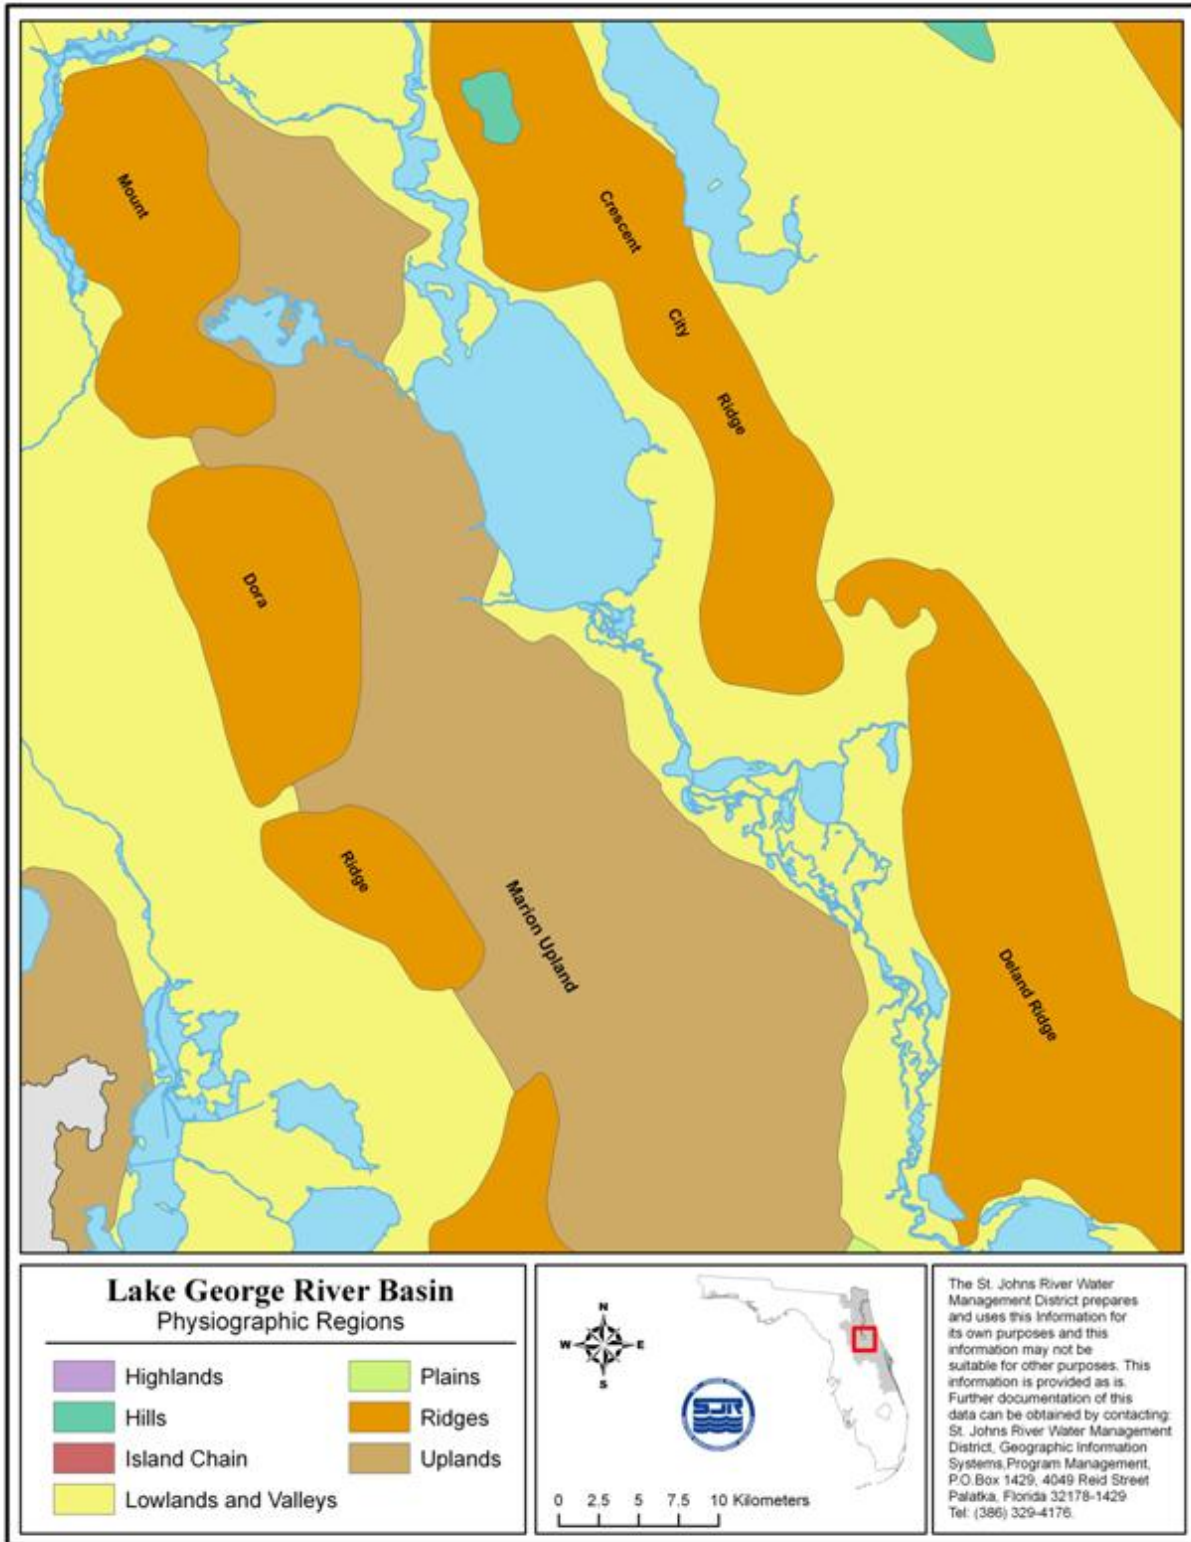 Mount
Crescent
City
Ridge
Dora
Ridge
Marion Upland
Deland Ridge
Lake George River Basin
Physiographic Regions
Highlands
Hills
Island Chain
Lowlands and Valleys
Plains
Ridges
Uplands
N
W
E
S
SJR
0 2.5 5 7.5 10 Kilometers
The St. Johns River Water
Management District prepares
and uses this Information for
its own purposes and this
information may not be
suitable for other purposes. This
information is provided as is.
Further documentation of this
data can be obtained by contacting:
St. Johns River Water Management
District, Geographic Information
Systems,Program Management,
P.O.Box 1429, 4049 Reid Street
Palatka, Florida 32178-1429
Tel: (386) 329-4176.